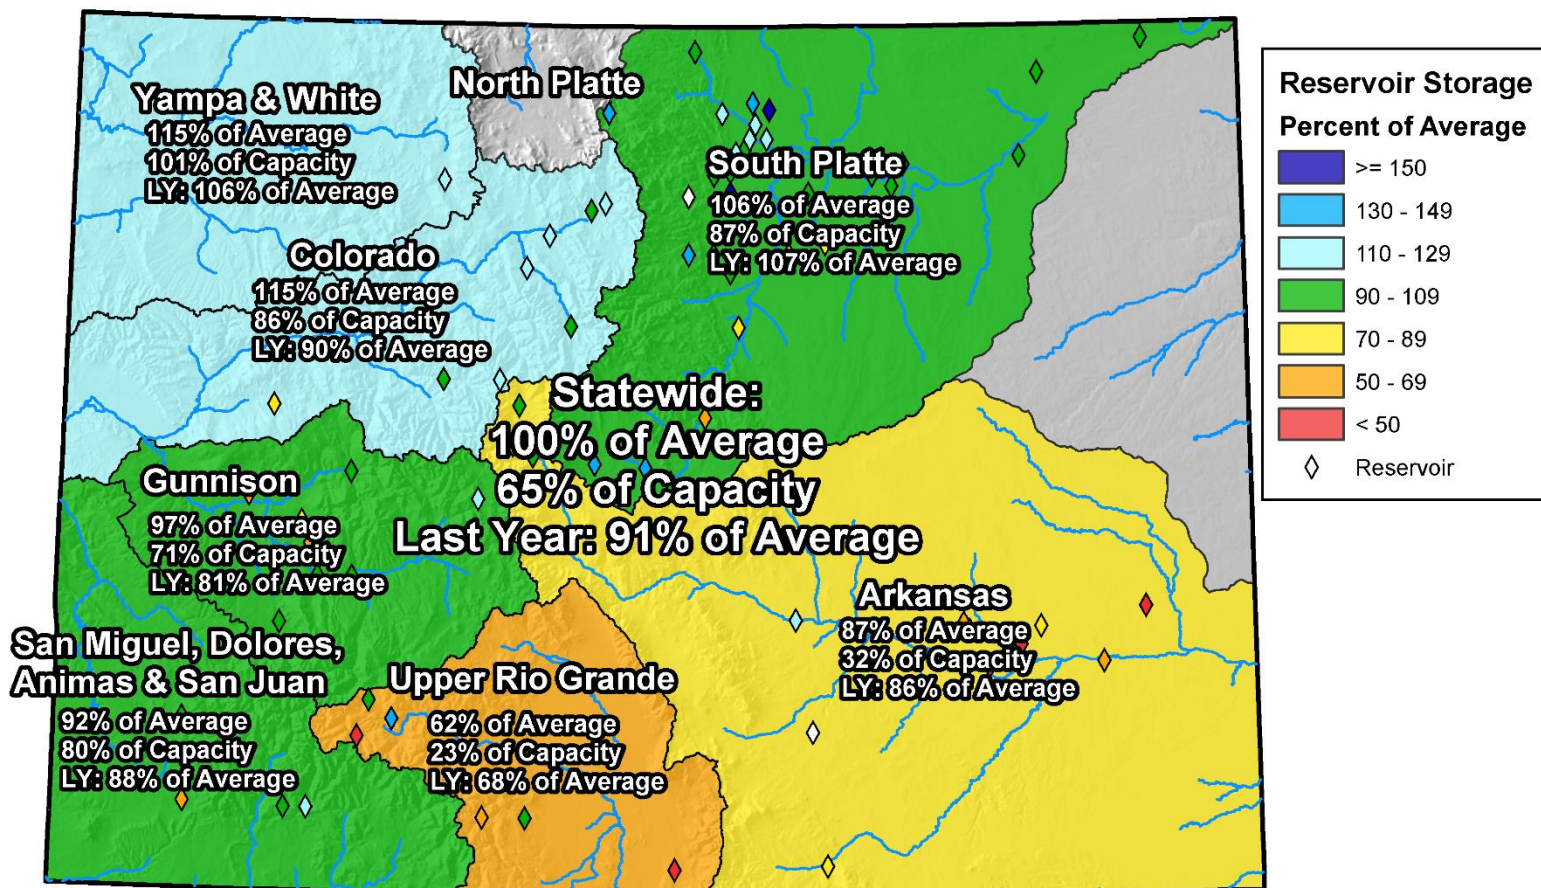 North Platte
Yampa & White
115% of Average
101% of Capacity
LY: 106% of Average
South Platte
106% of Average
87% of Capacity
LY: 107% of Average
Colorado
115% of Average
86% of Capacity
LY: 90% of Average
Statewide:
100% of Average
65% of Capacity
Last Year: 91% of Average
Gunnison
97% of Average
71% of Capacity
LY: 81% of Average
Arkansas
87% of Average
32% of Capacity
LY: 86% of Average
San Miguel, Dolores,
Animas & San Juan
92% of Average
80% of Capacity
LY: 88% of Average
Upper Rio Grande
62% of Average
23% of Capacity
LY: 68% of Average
Reservoir Storage
Percent of Average
>= 150
130 - 149
110 - 129
90 - 109
70 - 89
50 - 69
< 50
Reservoir